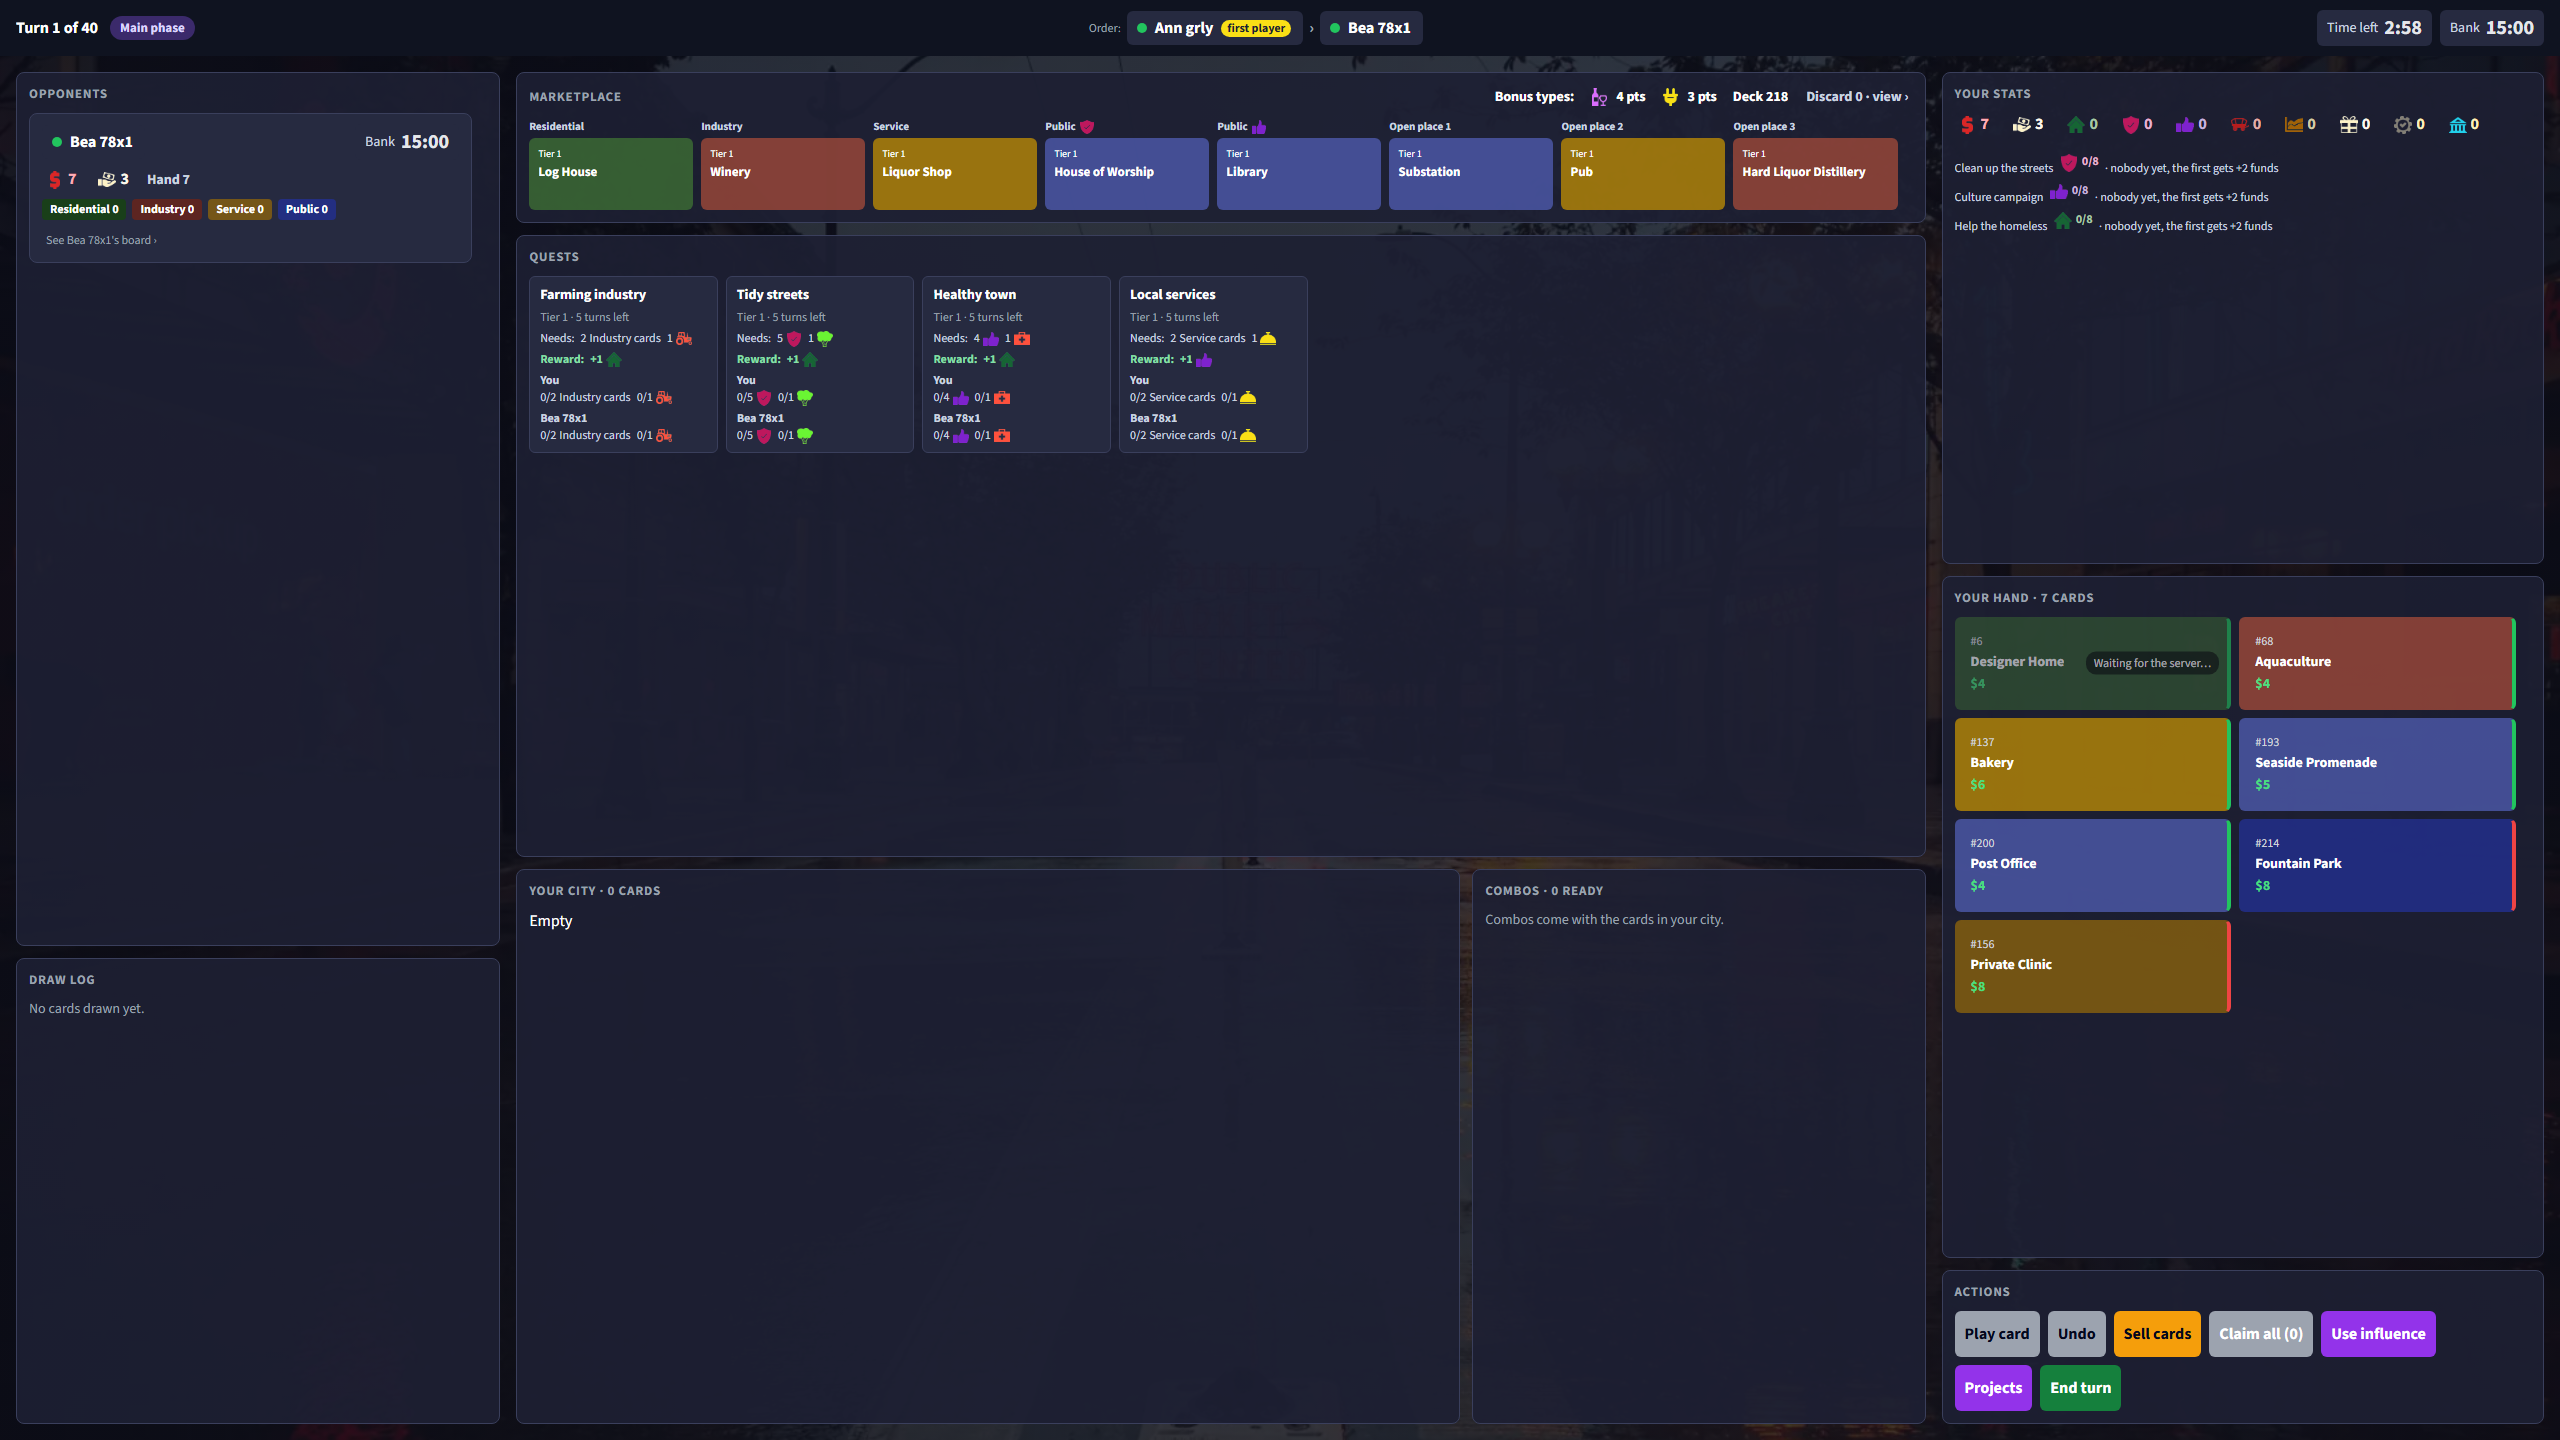 Turn 1 of 40 Main phase
Order: Ann grly first player › Bea 78x1
Time left 2:58 Bank 15:00
OPPONENTS
Bea 78x1 Bank 15:00
7 3 Hand 7
Residential 0 Industry 0 Service 0 Public 0
See Bea 78x1's board ›
DRAW LOG
No cards drawn yet.
MARKETPLACE Bonus types: 4 pts 3 pts Deck 218 Discard 0 · view ›
Residential Industry Service Public Public Open place 1 Open place 2 Open place 3
Tier 1 Tier 1 Tier 1 Tier 1 Tier 1 Tier 1 Tier 1 Tier 1
Log House Winery Liquor Shop House of Worship Library Substation Pub Hard Liquor Distillery
QUESTS
Farming industry
Tier 1 · 5 turns left
Needs: 2 Industry cards 1
Reward: +1
You
0/2 Industry cards 0/1
Bea 78x1
0/2 Industry cards 0/1
Tidy streets
Tier 1 · 5 turns left
Needs: 5 1
Reward: +1
You
0/5 0/1
Bea 78x1
0/5 0/1
Healthy town
Tier 1 · 5 turns left
Needs: 4 1
Reward: +1
You
0/4 0/1
Bea 78x1
0/4 0/1
Local services
Tier 1 · 5 turns left
Needs: 2 Service cards 1
Reward: +1
You
0/2 Service cards 0/1
Bea 78x1
0/2 Service cards 0/1
YOUR CITY · 0 CARDS
Empty
COMBOS · 0 READY
Combos come with the cards in your city.
YOUR STATS
7 3 0 0 0 0 0 0 0 0
Clean up the streets 0/8 · nobody yet, the first gets +2 funds
Culture campaign 0/8 · nobody yet, the first gets +2 funds
Help the homeless 0/8 · nobody yet, the first gets +2 funds
YOUR HAND · 7 CARDS
#6
Designer Home
$4
Waiting for the server…
#68
Aquaculture
$4
#137
Bakery
$6
#193
Seaside Promenade
$5
#200
Post Office
$4
#214
Fountain Park
$8
#156
Private Clinic
$8
ACTIONS
Play card Undo Sell cards Claim all (0) Use influence
Projects End turn